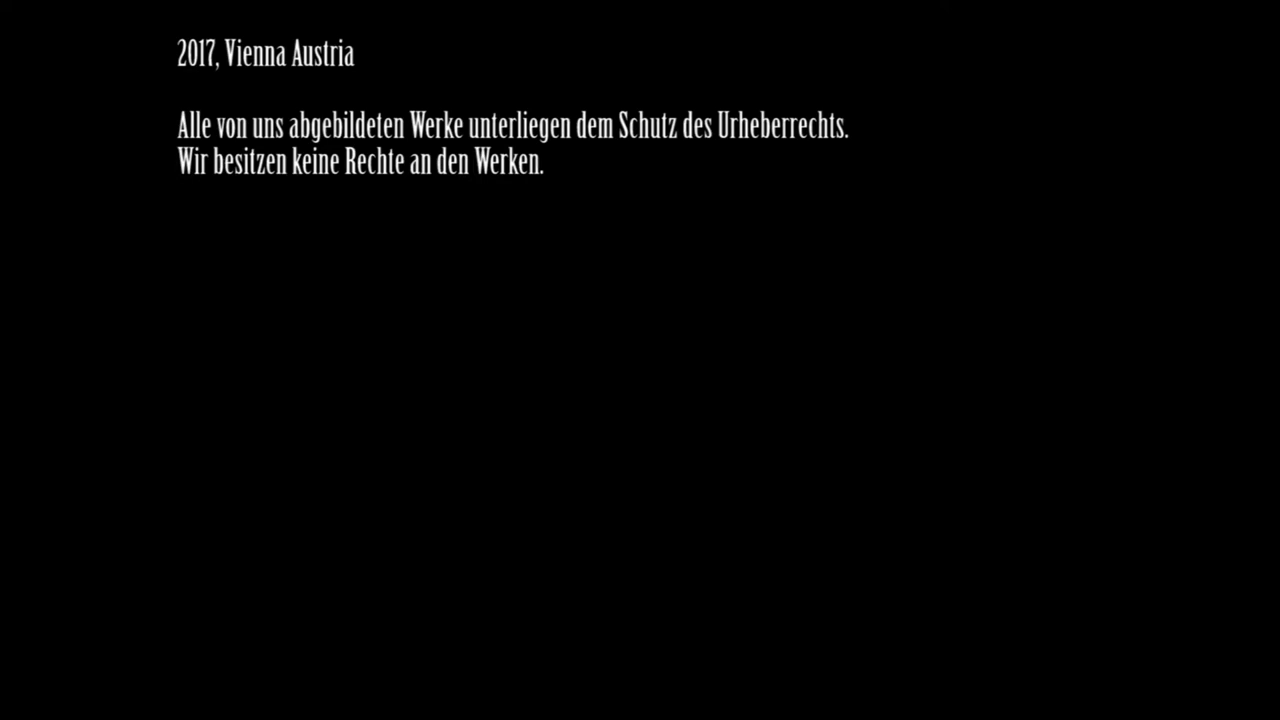 2017, Vienna Austria
Alle von uns abgebildeten Werke unterliegen dem Schutz des Urheberrechts.
Wir besitzen keine Rechte an den Werken.